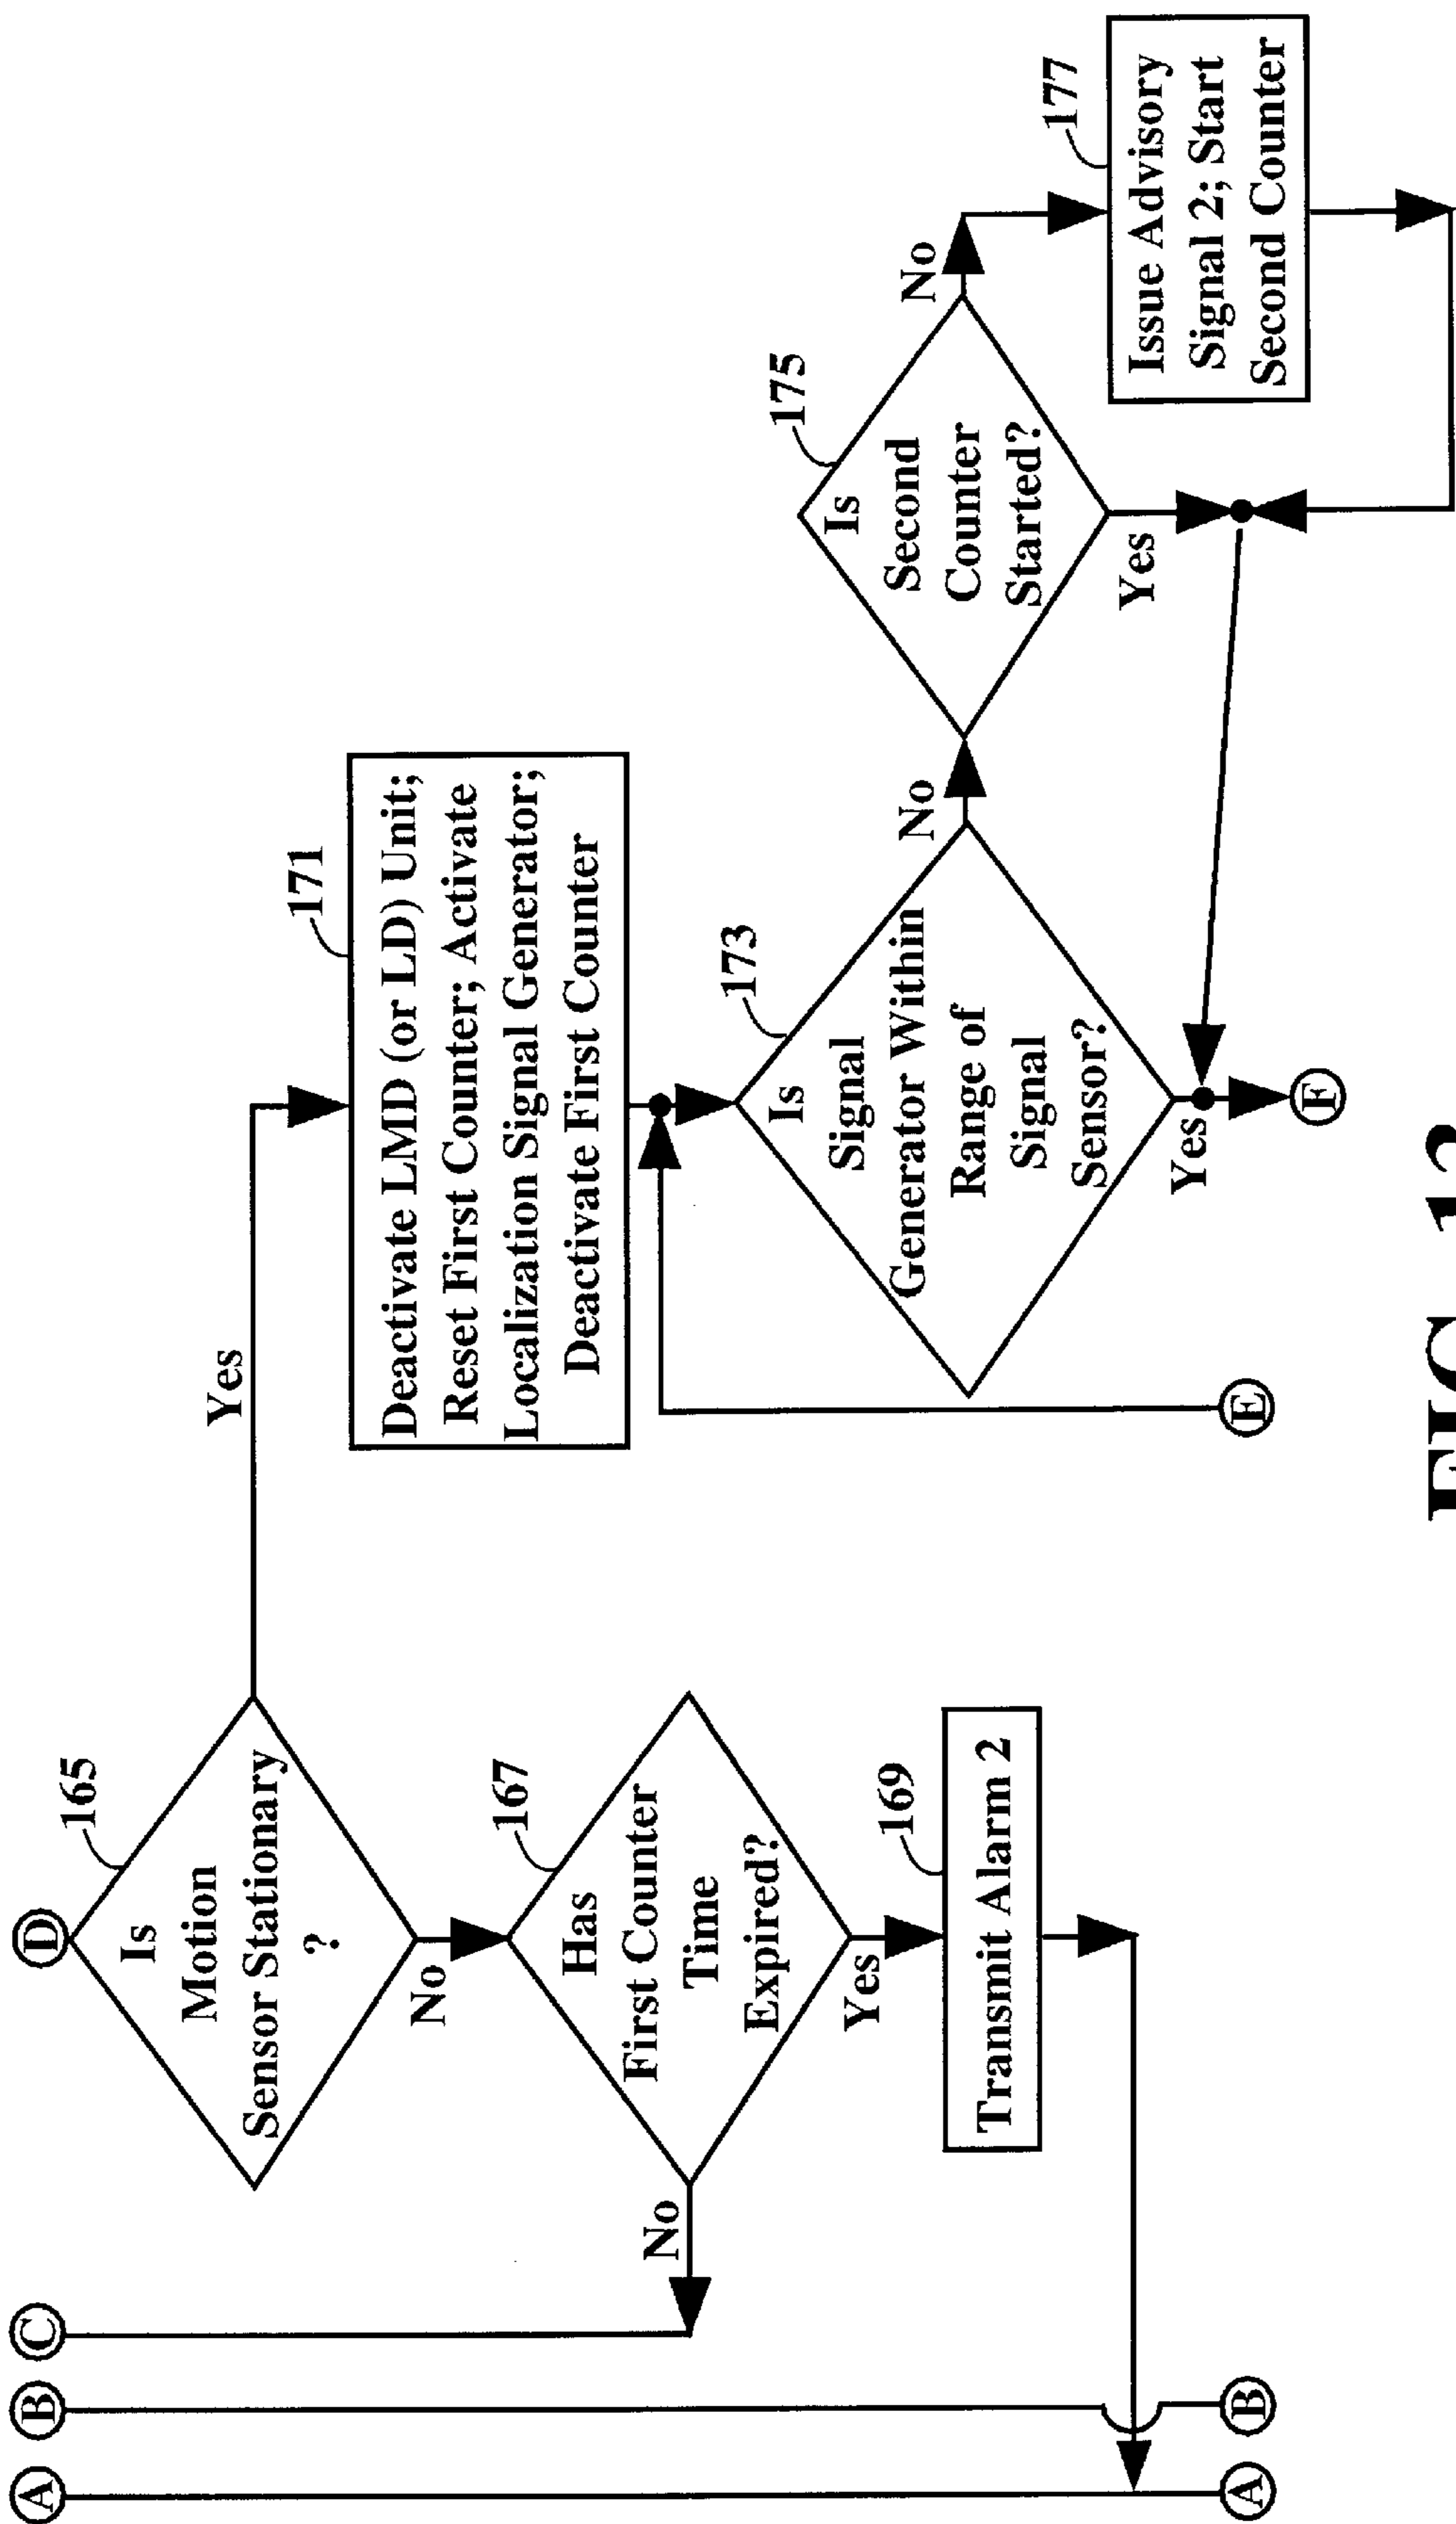 A
B
C
D
Is
Motion
Sensor Stationary
?
165
Yes
No
Has
First Counter
Time
Expired?
167
No
Yes
Transmit Alarm 2
169
Deactivate LMD (or LD) Unit;
Reset First Counter; Activate
Localization Signal Generator;
Deactivate First Counter
171
Is
Signal
Generator Within
Range of
Signal
Sensor?
173
No
Yes
Is
Second
Counter
Started?
175
No
Yes
Issue Advisory
Signal 2; Start
Second Counter
177
A
B
E
F
FIG